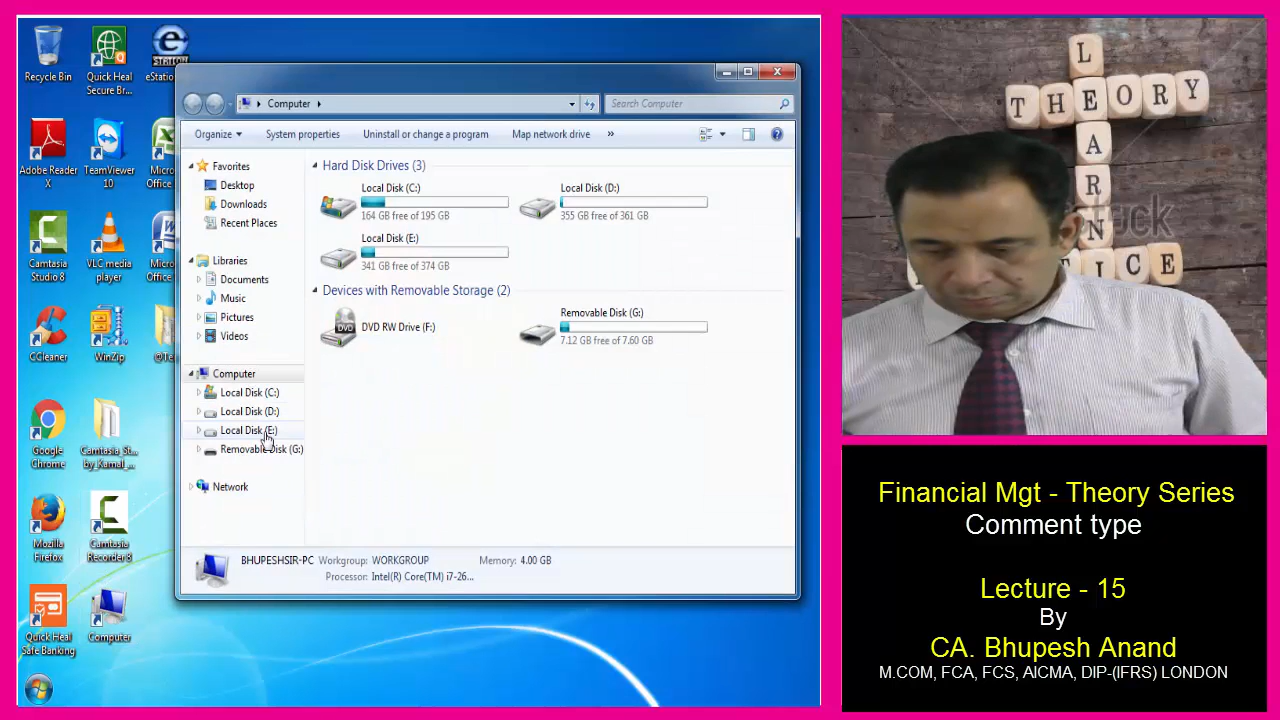 Recycle Bin
Quick Heal
Secure Br...
eStatio
Adobe Reader
X
TeamViewer
10
Micro
Office
Camtasia
Studio 8
VLC media
player
Micro
Office
CCleaner
WinZip
@Te
Google
Chrome
Camtasia_St...
by_Kamal_...
Mozilla
Firefox
Camtasia
Recorder 8
Quick Heal
Safe Banking
Computer
Computer
Search Computer
Organize
System properties
Uninstall or change a program
Map network drive
»
Favorites
Desktop
Downloads
Recent Places
Libraries
Documents
Music
Pictures
Videos
Computer
Local Disk (C:)
Local Disk (D:)
Local Disk (E:)
Removable Disk (G:)
Network
Hard Disk Drives (3)
Local Disk (C:)
164 GB free of 195 GB
Local Disk (D:)
355 GB free of 361 GB
Local Disk (E:)
341 GB free of 374 GB
Devices with Removable Storage (2)
DVD
DVD RW Drive (F:)
Removable Disk (G:)
7.12 GB free of 7.60 GB
BHUPESHSIR-PC
Workgroup: WORKGROUP
Memory: 4.00 GB
Processor: Intel(R) Core(TM) i7-26...
THEORY
LEARN
ICE
Financial Mgt - Theory Series
Comment type
Lecture - 15
By
CA. Bhupesh Anand
M.COM, FCA, FCS, AICMA, DIP-(IFRS) LONDON